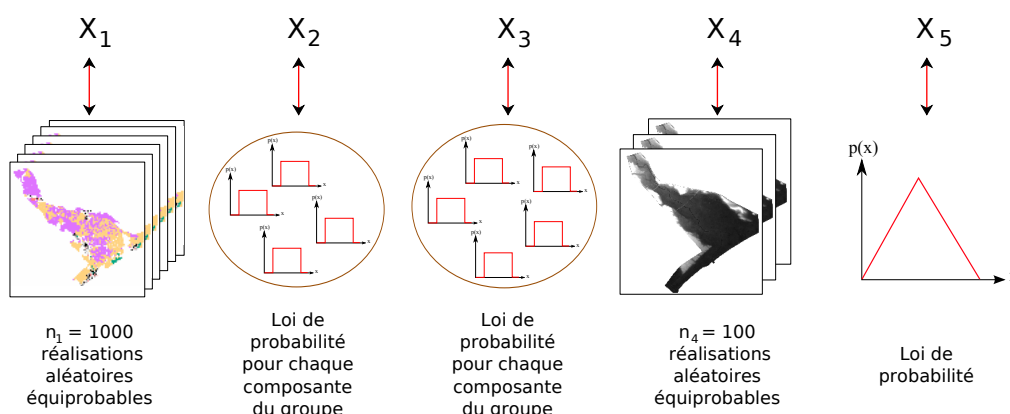 X1
X2
X3
X4
X5
p(x)
x
p(x)
x
p(x)
x
p(x)
x
p(x)
x
p(x)
x
p(x)
x
p(x)
x
p(x)
x
p(x)
n1 = 1000
réalisations
aléatoires
équiprobables
Loi de
probabilité
pour chaque
composante
du groupe
Loi de
probabilité
pour chaque
composante
du groupe
n4 = 100
réalisations
aléatoires
équiprobables
Loi de
probabilité